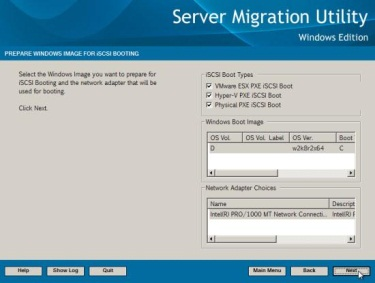 Server Migration Utility
Windows Edition
PREPARE WINDOWS IMAGE FOR iSCSI BOOTING
Select the Windows image you want to prepare for
iSCSI Booting and the network adapter that will be
used for booting.
Click Next.
iSCSI Boot Types
VMware ESX PXE iSCSI Boot
Hyper-V PXE iSCSI Boot
Physical PXE iSCSI Boot
Windows Boot Image
OS Vol. OS Vol. Label OS Ver. Boot
D w2k8r2x64 C
Network Adapter Choices
Name Descript
Intel(R) PRO/1000 MT Network Connecti... Intel(R) F
Help Show Log Quit Main Menu Back Next